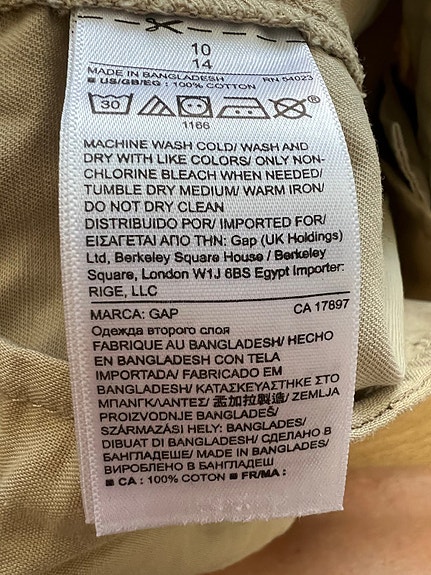 10
14
MADE IN BANGLADESH RN 54023
■ US/GB/EG : 100% COTTON ■
30
1166
MACHINE WASH COLD/ WASH AND
DRY WITH LIKE COLORS/ ONLY NON-
CHLORINE BLEACH WHEN NEEDED/
TUMBLE DRY MEDIUM/ WARM IRON/
DO NOT DRY CLEAN
DISTRIBUIDO POR/ IMPORTED FOR/
ΕΙΣΑΓΕΤΑΙ ΑΠΟ ΤΗΝ: Gap (UK Holdings)
Ltd, Berkeley Square House / Berkeley
Square, London W1J 6BS Egypt Importer:
RIGE, LLC
MARCA: GAP CA 17897
Одежда второго слоя
FABRIQUE AU BANGLADESH/ HECHO
EN BANGLADESH CON TELA
IMPORTADA/ FABRICADO EM
BANGLADESH/ ΚΑΤΑΣΚΕΥΑΣΤΗΚΕ ΣΤΟ
ΜΠΑΝΓΚΛΑΝΤΕΣ/ 孟加拉製造/ ZEMLJA
PROIZVODNJE BANGLADEŠ/
SZÁRMAZÁSI HELY: BANGLADES/
DIBUAT DI BANGLADESH/ СДЕЛАНО В
БАНГЛАДЕШЕ/ MADE IN BANGLADES/
ВИРОБЛЕНО В БАНГЛАДЕШ
■ CA : 100% COTON ■ FR/MA :